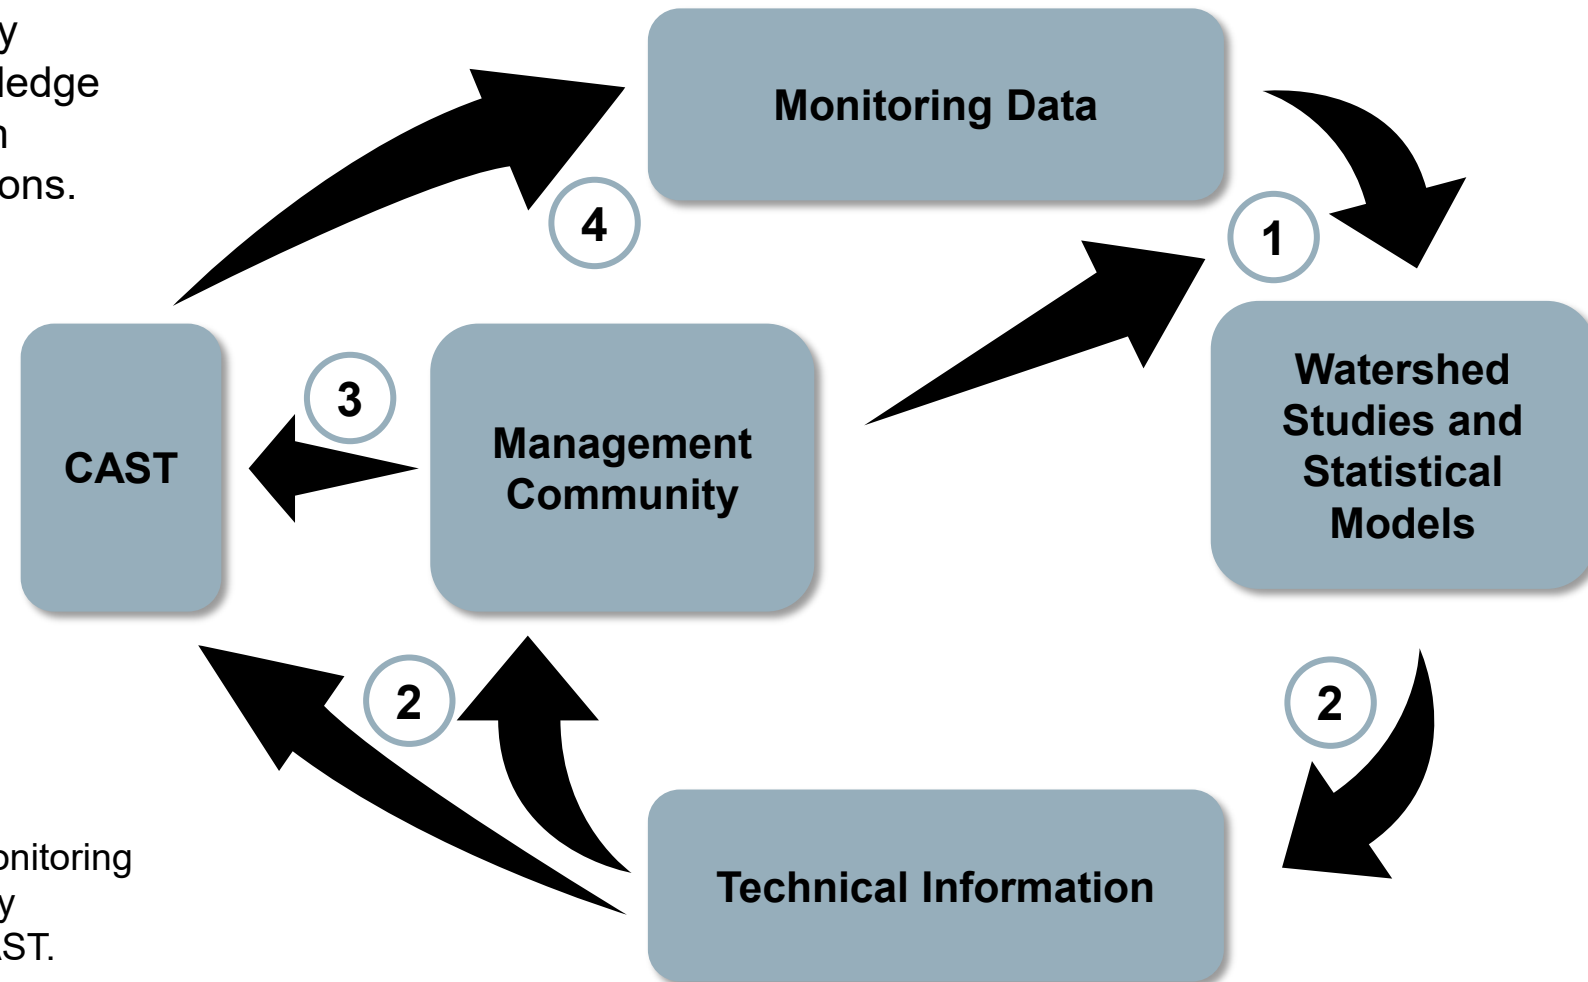 y
ledge
n
ons.
Monitoring Data
4
1
3
CAST
Management
Community
Watershed
Studies and
Statistical
Models
2
2
onitoring
y
AST.
Technical Information